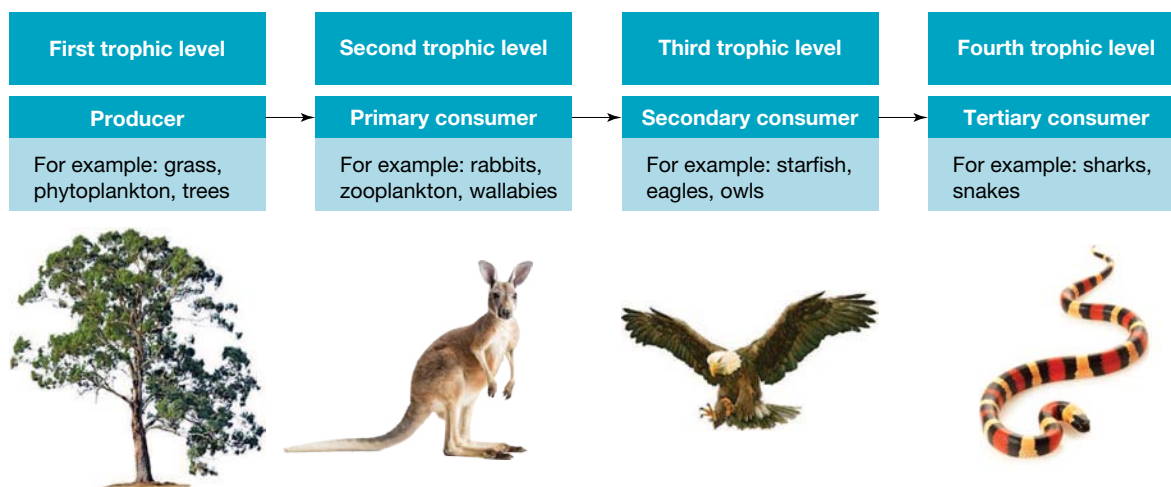 First trophic level
Second trophic level
Third trophic level
Fourth trophic level
Producer
Primary consumer
Secondary consumer
Tertiary consumer
For example: grass,
phytoplankton, trees
For example: rabbits,
zooplankton, wallabies
For example: starfish,
eagles, owls
For example: sharks,
snakes